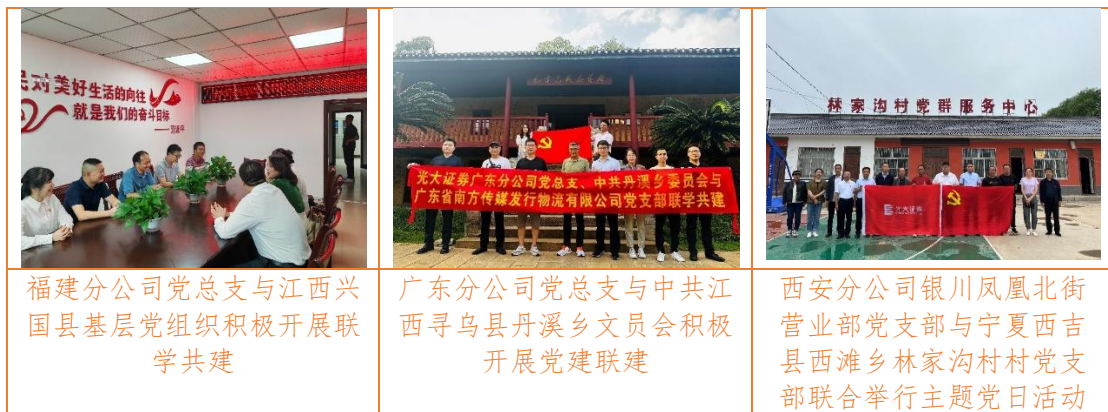 民对美好生活的向往
就是我们的奋斗目标
光大证券广东分公司党总支、中共丹溪乡委员会与
广东省南方传媒发行物流有限公司党支部联学共建
林家沟村党群服务中心
光大证券
福建分公司党总支与江西兴
国县基层党组织积极开展联
学共建
广东分公司党总支与中共江
西寻乌县丹溪乡文员会积极
开展党建联建
西安分公司银川凤凰北街
营业部党支部与宁夏西吉
县西滩乡林家沟村村党支
部联合举行主题党日活动